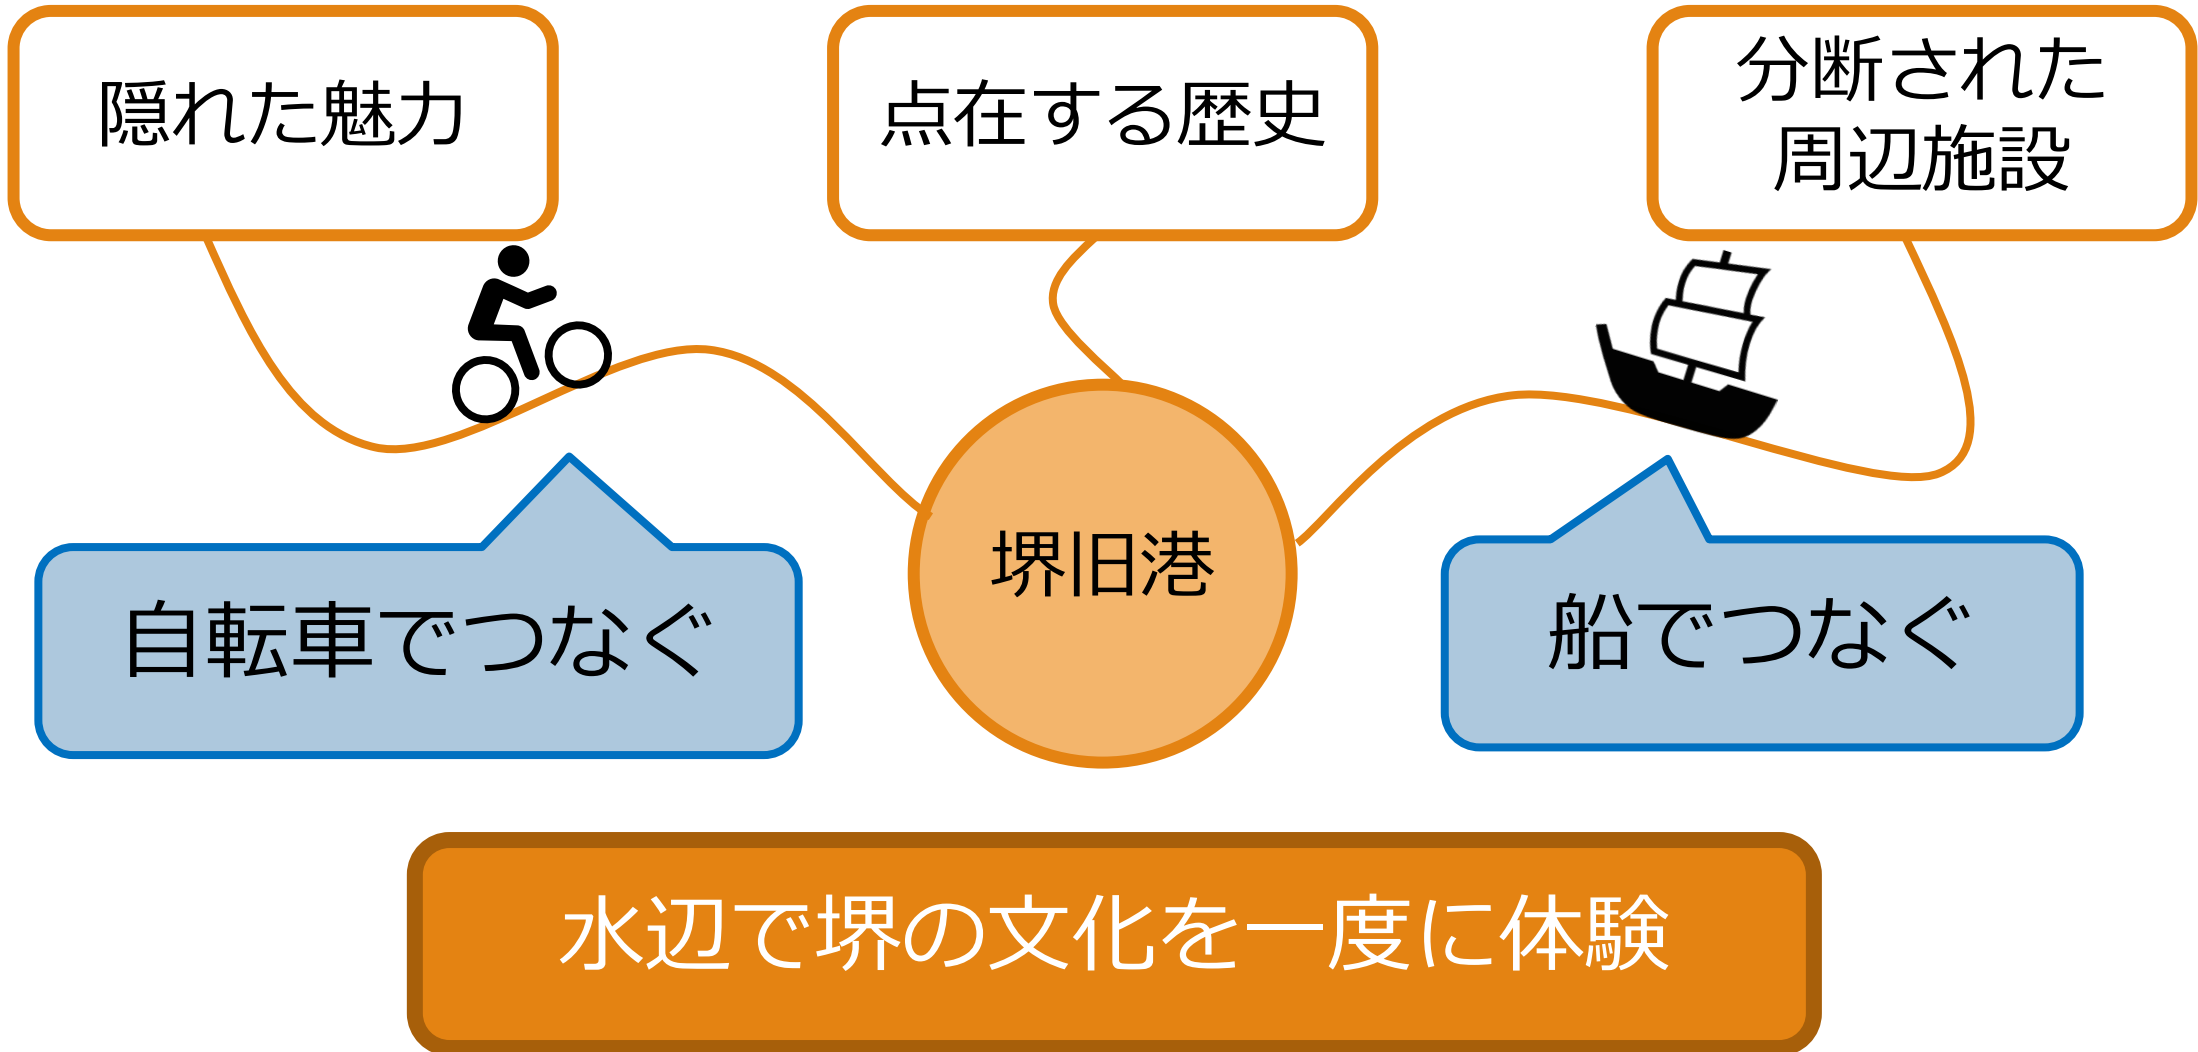 隠れた魅力
点在する歴史
分断された
周辺施設
堺旧港
自転車でつなぐ
船でつなぐ
水辺で堺の文化を一度に体験